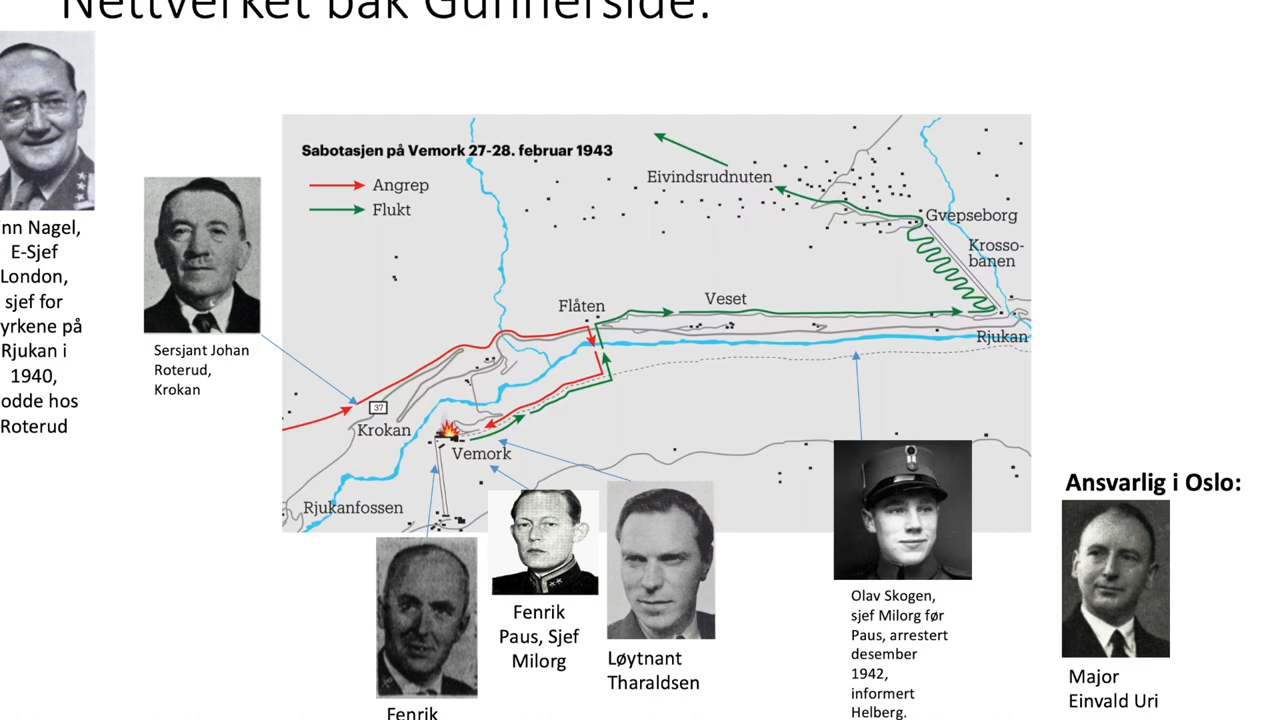 Nettverket bak Gunnerside:
inn Nagel,
E-Sjef
London,
sjef for
yrkene på
Rjukan i
1940,
odde hos
Roterud
Sersjant Johan
Roterud,
Krokan
Sabotasjen på Vemork 27-28. februar 1943
Angrep
Flukt
Eivindsrudnuten
Gvepseborg
Krosso-
banen
Flåten
Veset
Rjukan
37
Krokan
Vemork
Rjukanfossen
Fenrik
Fenrik
Paus, Sjef
Milorg
Løytnant
Tharaldsen
Olav Skogen,
sjef Milorg før
Paus, arrestert
desember
1942,
informert
Helberg.
Ansvarlig i Oslo:
Major
Einvald Uri